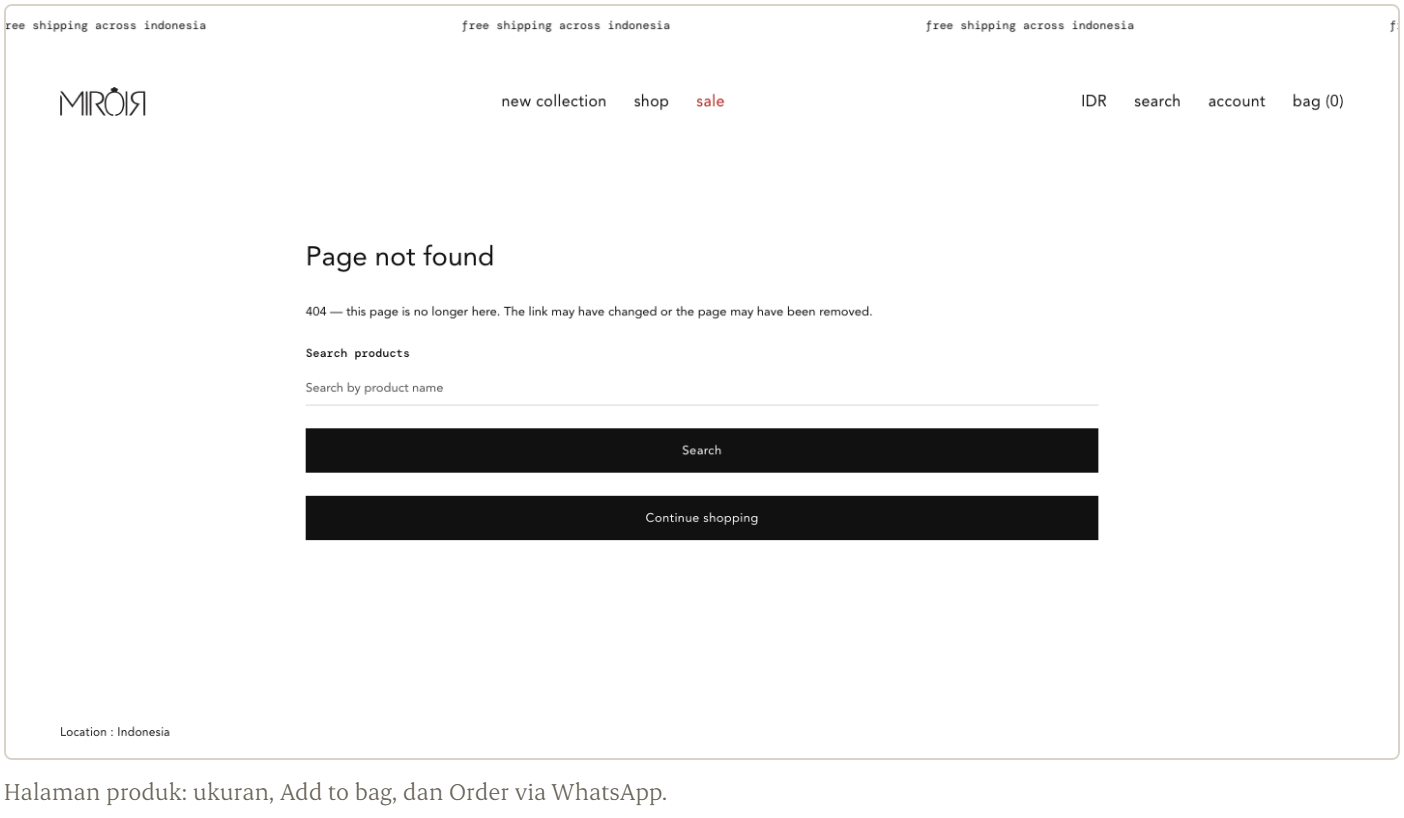 ree shipping across indonesia free shipping across indonesia free shipping across indonesia f
MIROIR new collection shop sale IDR search account bag (0)
Page not found
404 — this page is no longer here. The link may have changed or the page may have been removed.
Search products
Search by product name
Search
Continue shopping
Location : Indonesia
Halaman produk: ukuran, Add to bag, dan Order via WhatsApp.